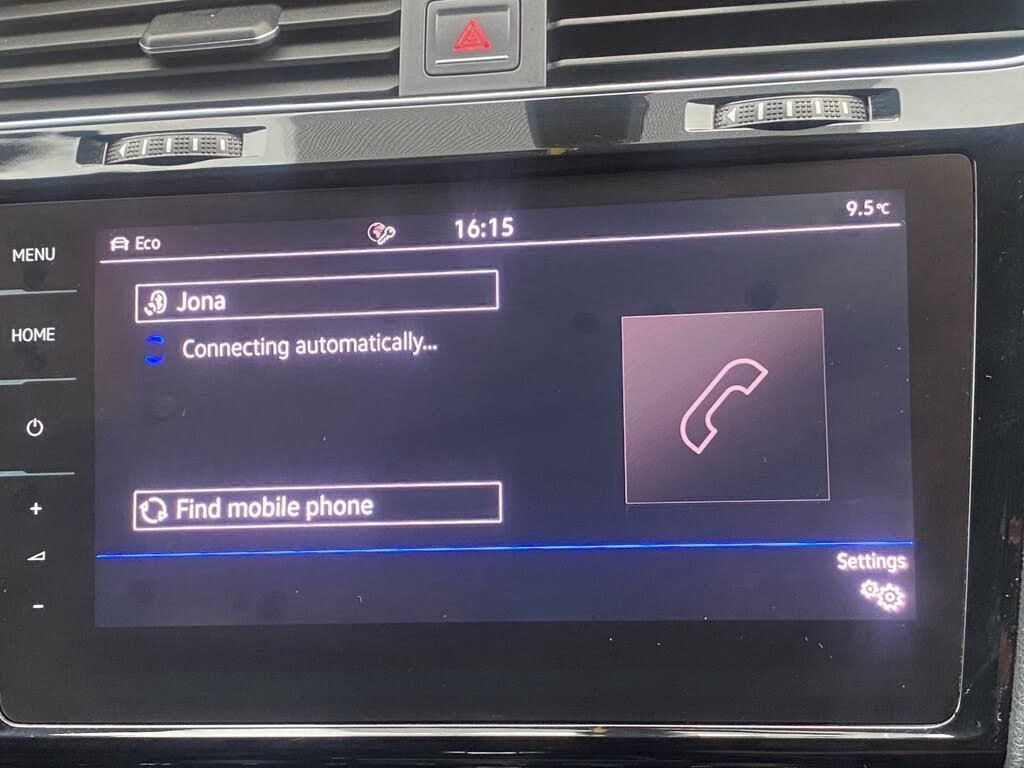 Eco
16:15
9.5°C
MENU
HOME
Jona
Connecting automatically...
Find mobile phone
+
-
Settings